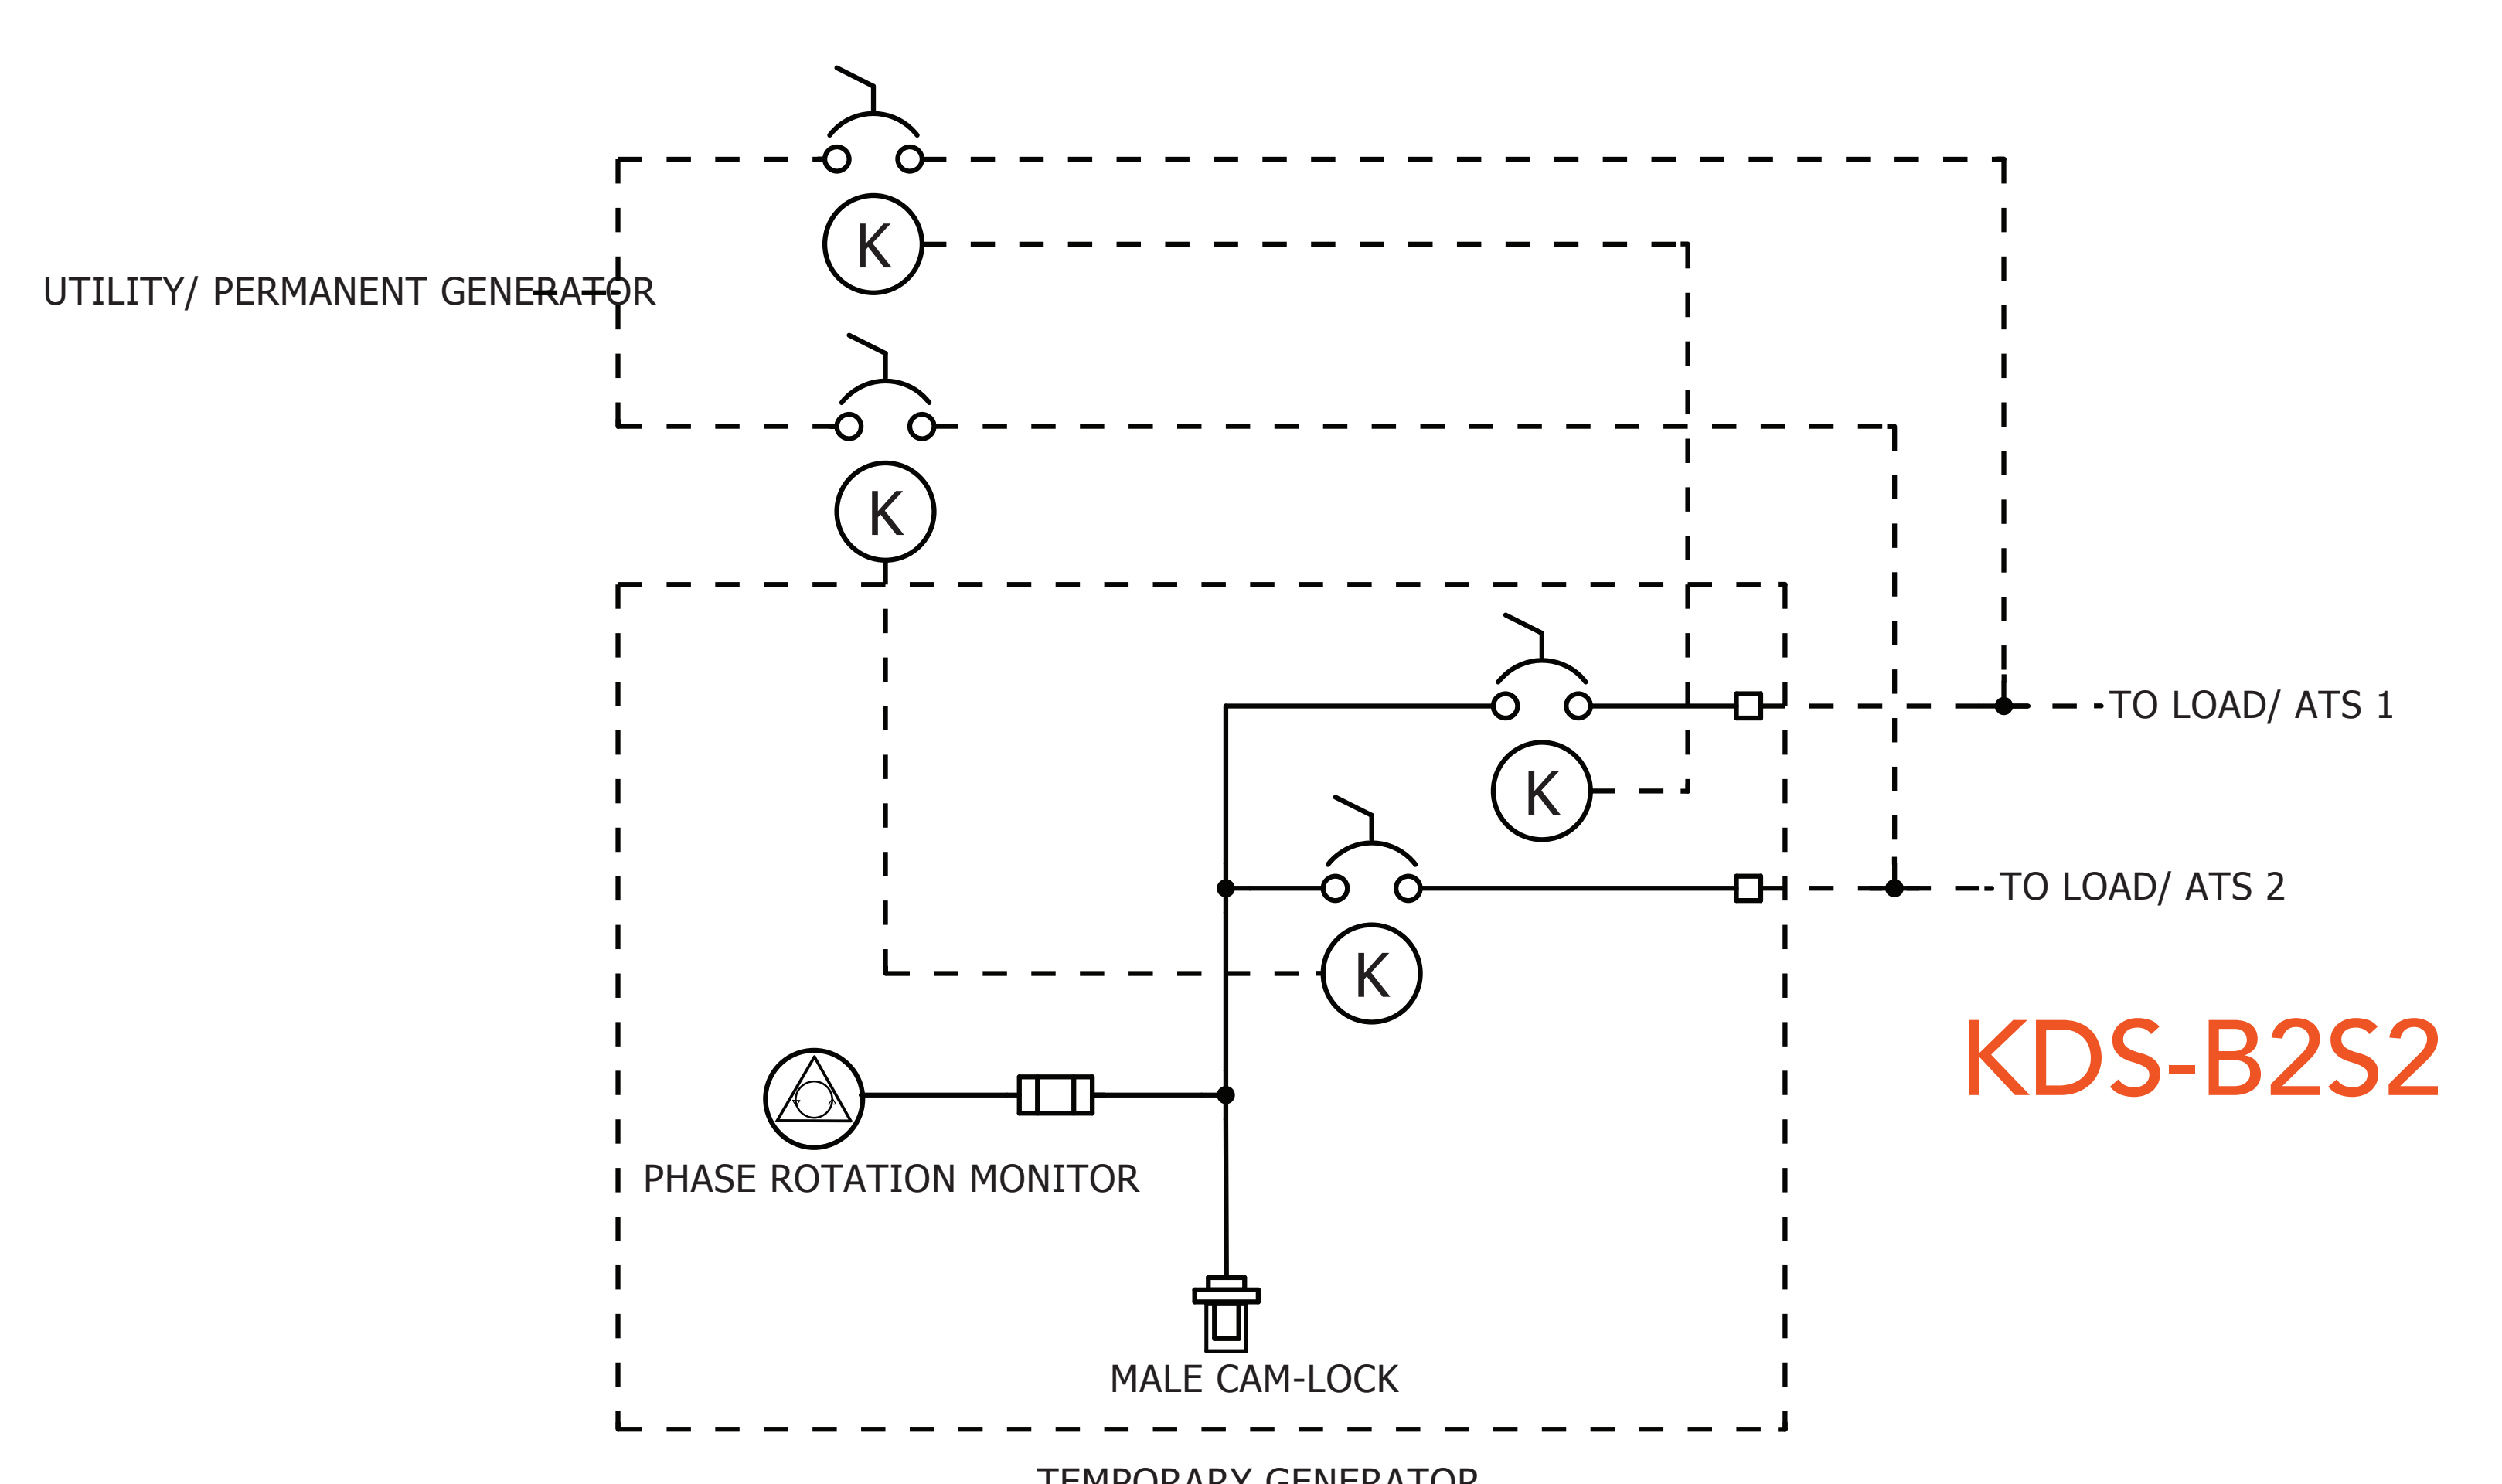 K
UTILITY/ PERMANENT GENERATOR
K
TO LOAD/ ATS 1
K
TO LOAD/ ATS 2
K
KDS-B2S2
PHASE ROTATION MONITOR
MALE CAM-LOCK
TEMPORARY GENERATOR